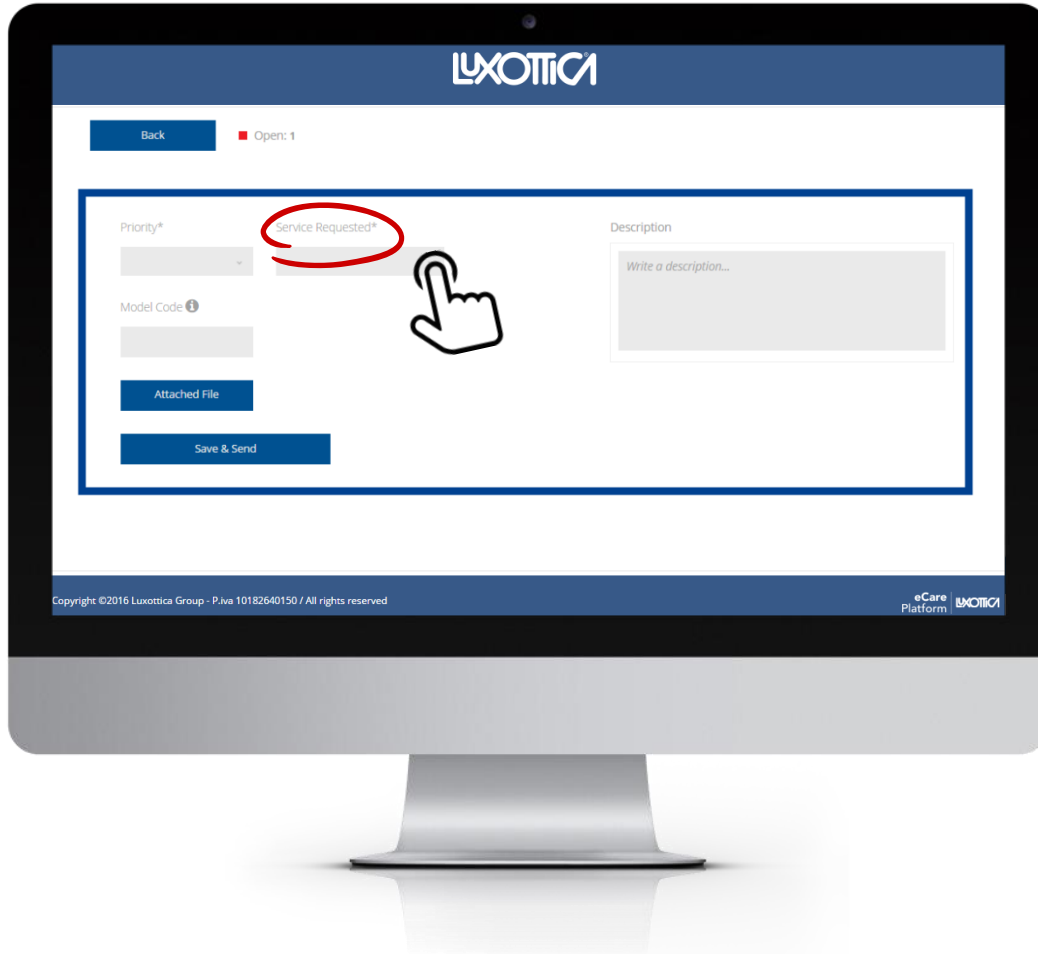 LUXOTTICA
Back
Open: 1
Priority*
Service Requested*
Description
Write a description...
Model Code
Attached File
Save & Send
Copyright ©2016 Luxottica Group - P.iva 10182640150 / All rights reserved
eCare
Platform
LUXOTTICA